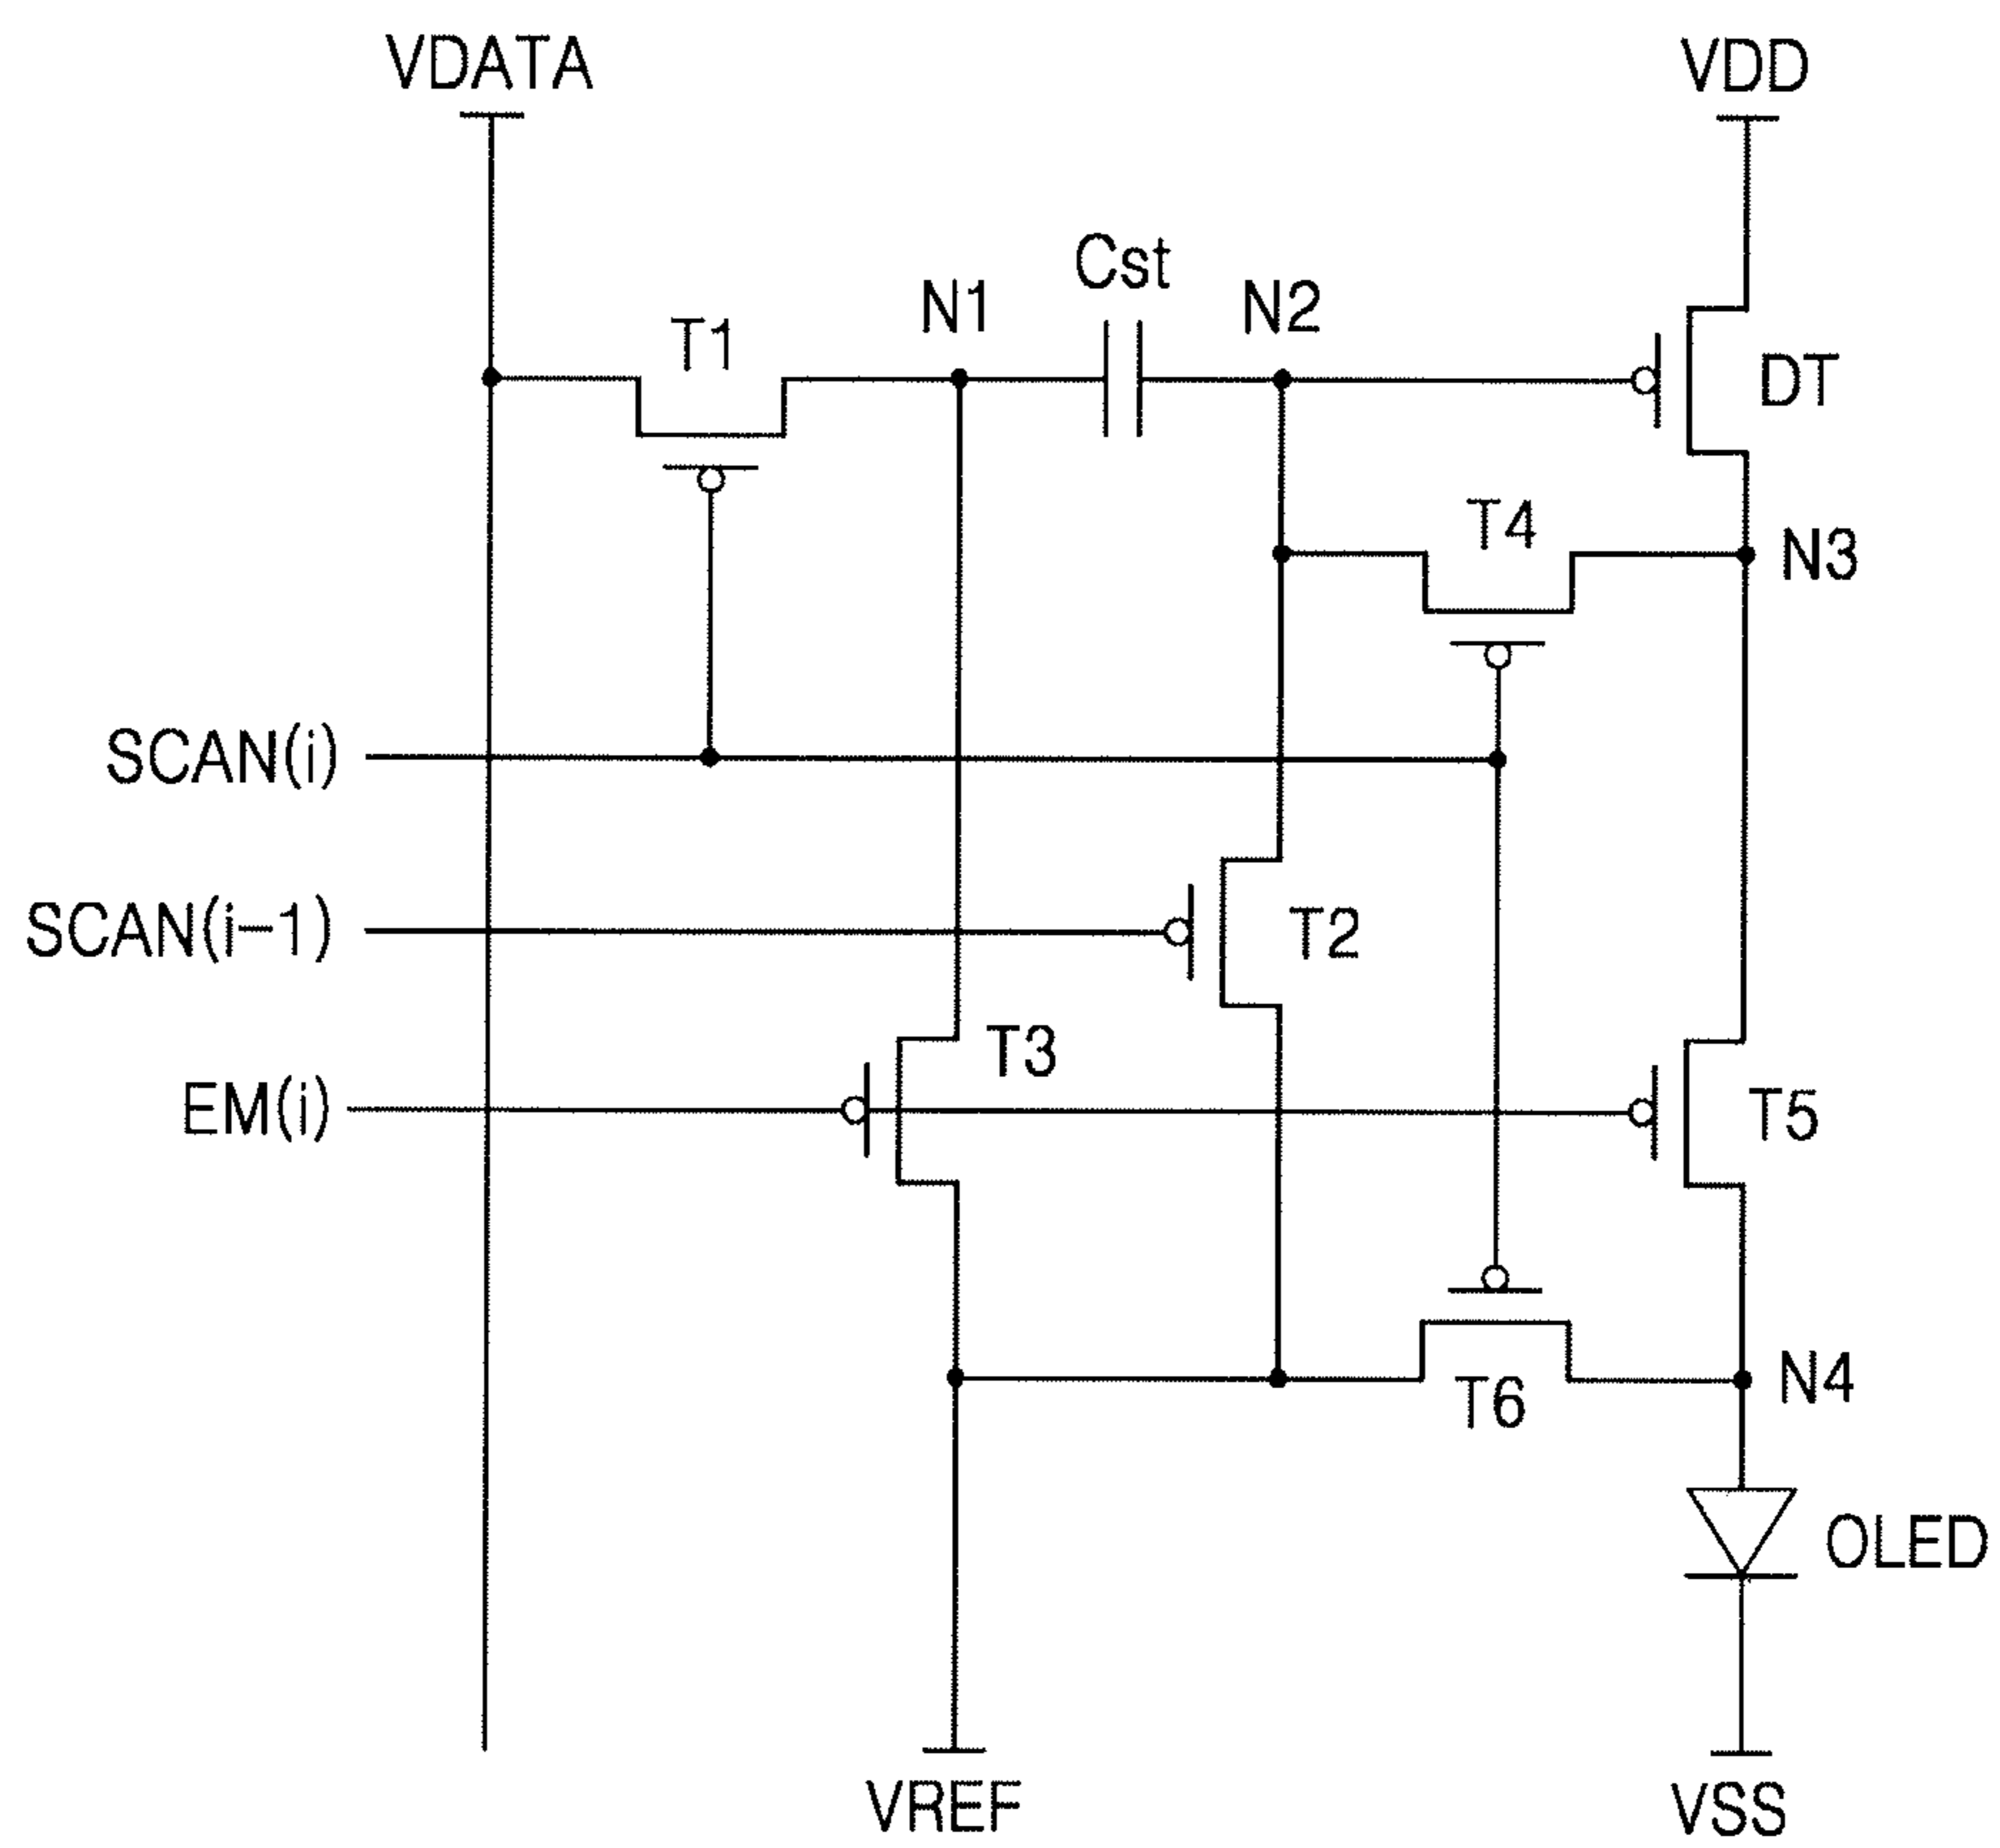 VDATA
VDD
Cst
N1
N2
T1
DT
T4
N3
SCAN(i)
SCAN(i-1)
T2
T3
EM(i)
T5
N4
T6
OLED
VREF
VSS